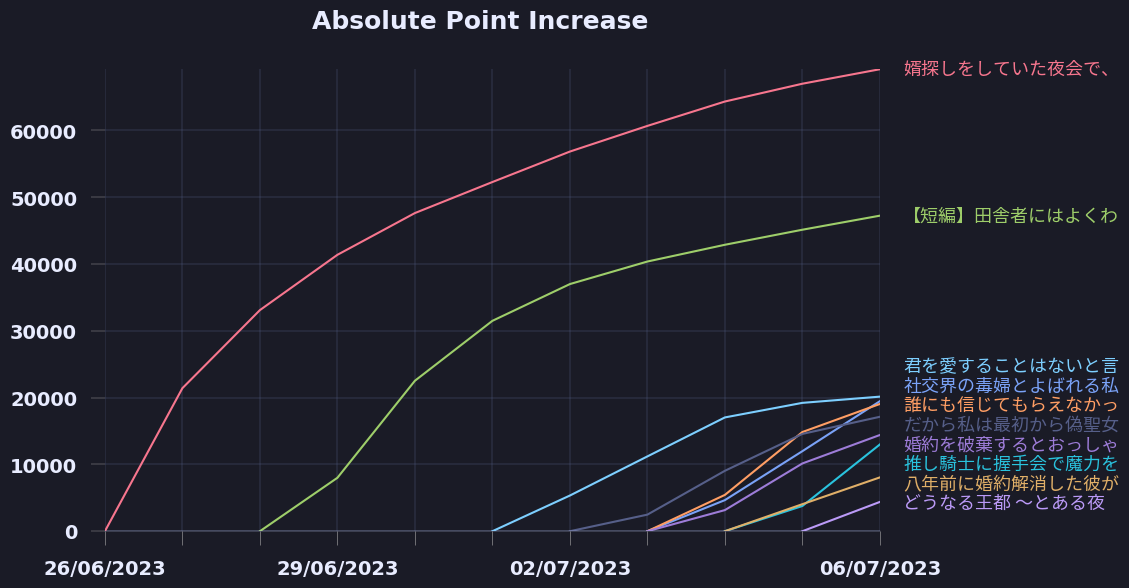 Absolute Point Increase
婿探しをしていた夜会で、
60000
50000
【短編】田舎者にはよくわ
40000
30000
君を愛することはないと言
社交界の毒婦とよばれる私
20000
誰にも信じてもらえなかっ
だから私は最初から偽聖女
婚約を破棄するとおっしゃ
10000
推し騎士に握手会で魔力を
八年前に婚約解消した彼が
どうなる王都 〜とある夜
0
26/06/2023
29/06/2023
02/07/2023
06/07/2023